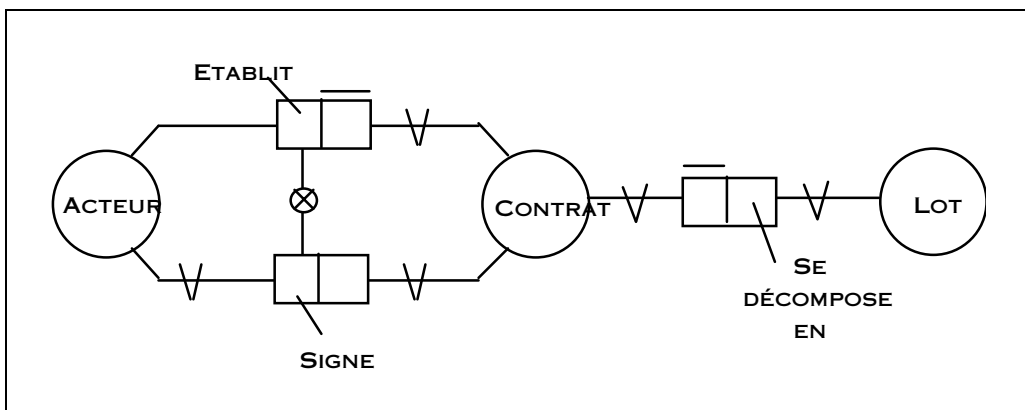 ETABLIT
ACTEUR
CONTRAT
LOT
SE
DÉCOMPOSE
EN
SIGNE